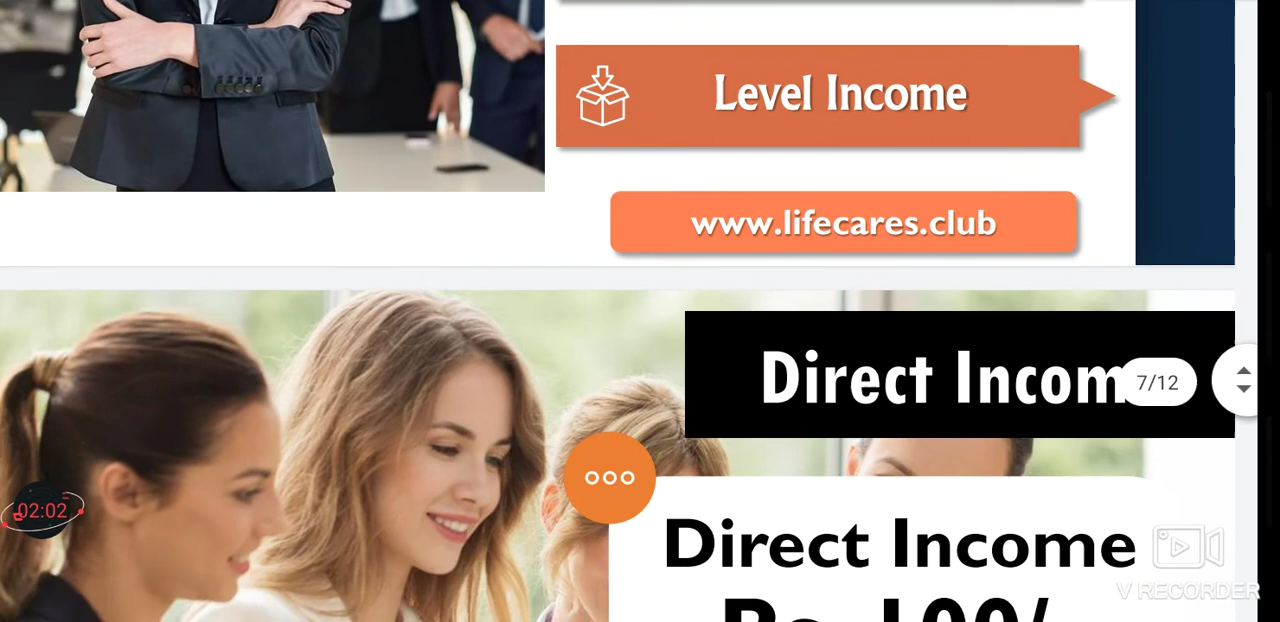 Level Income
www.lifecares.club
Direct Incom
7/12
02:02
Direct Income
V RECORDER